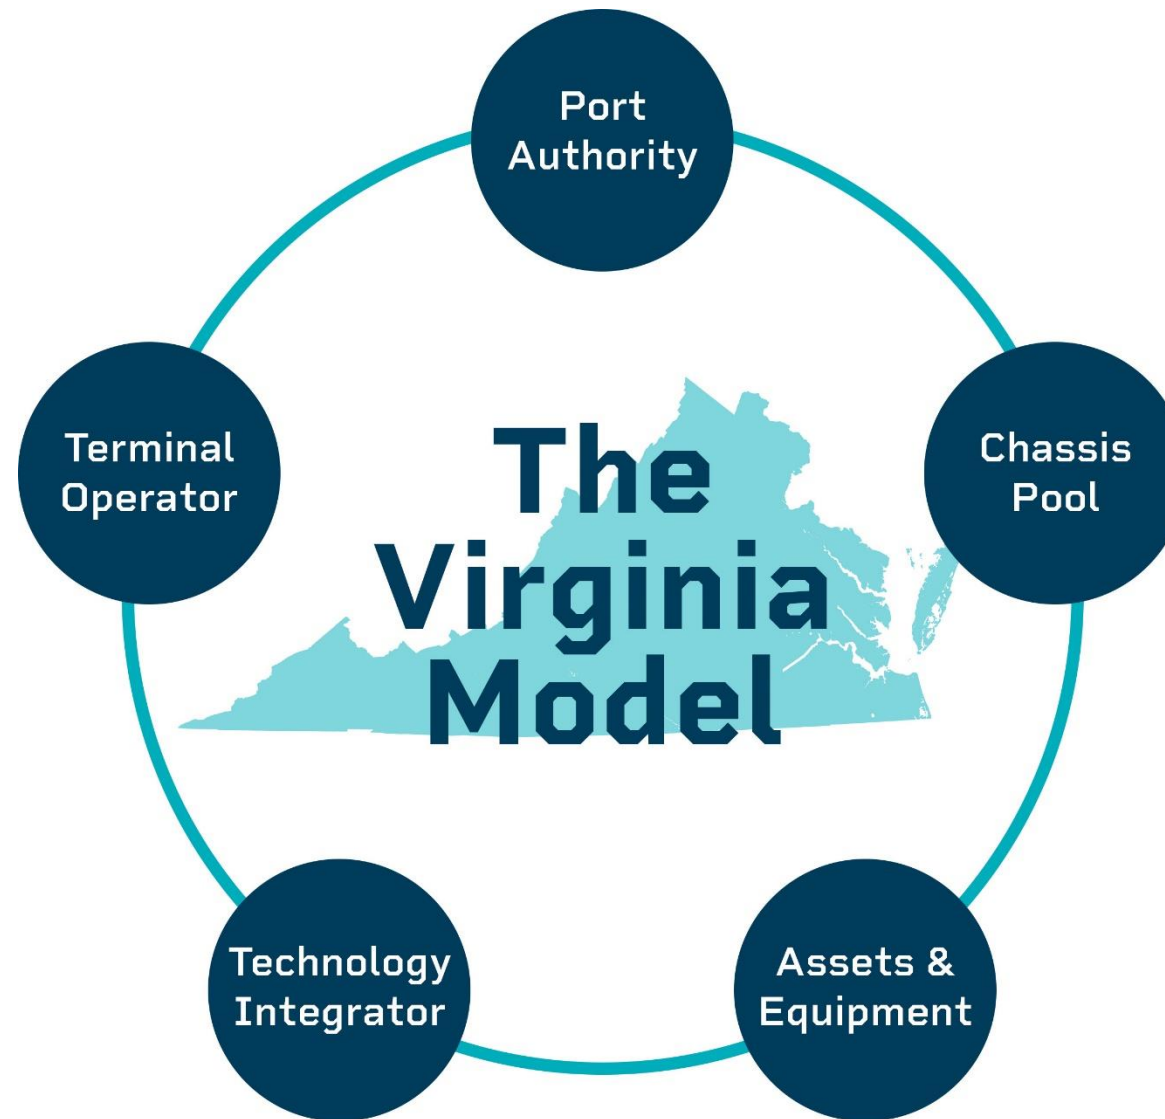 Port
Authority
Terminal
Operator
Chassis
Pool
The
Virginia
Model
Technology
Integrator
Assets &
Equipment